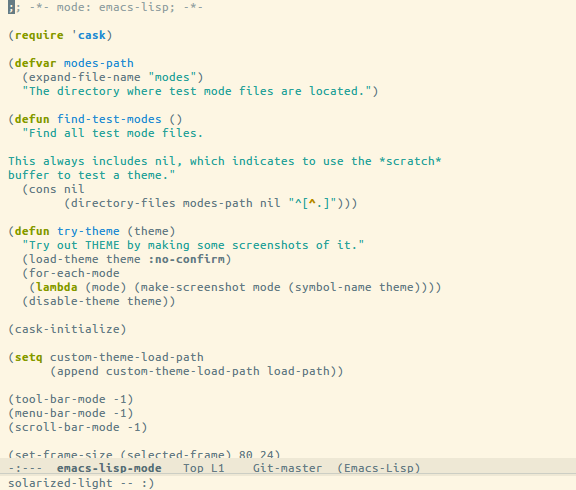 ;; -*- mode: emacs-lisp; -*-
(require 'cask)
(defvar modes-path
  (expand-file-name "modes")
  "The directory where test mode files are located.")
(defun find-test-modes ()
  "Find all test mode files.
This always includes nil, which indicates to use the *scratch*
buffer to test a theme."
  (cons nil
        (directory-files modes-path nil "^[^.]")))
(defun try-theme (theme)
  "Try out THEME by making some screenshots of it."
  (load-theme theme :no-confirm)
  (for-each-mode
   (lambda (mode) (make-screenshot mode (symbol-name theme))))
  (disable-theme theme))
(cask-initialize)
(setq custom-theme-load-path
      (append custom-theme-load-path load-path))
(tool-bar-mode -1)
(menu-bar-mode -1)
(scroll-bar-mode -1)
(set-frame-size (selected-frame) 80 24)
-:---  emacs-lisp-mode   Top L1    Git-master  (Emacs-Lisp)
solarized-light -- :)